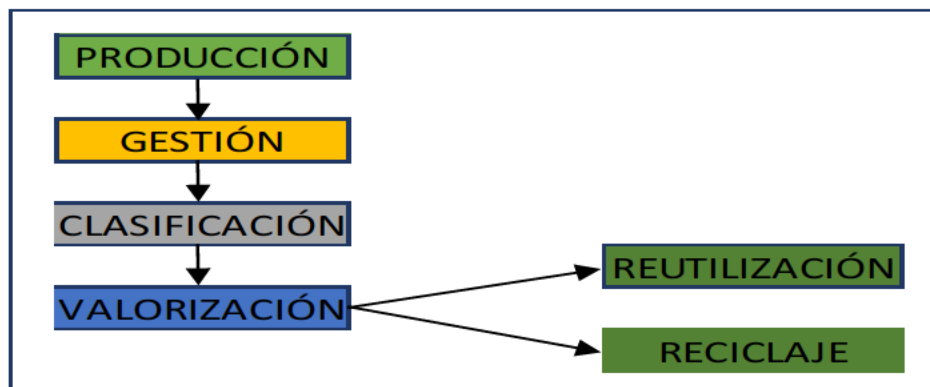 PRODUCCIÓN
GESTIÓN
CLASIFICACIÓN
VALORIZACIÓN
REUTILIZACIÓN
RECICLAJE